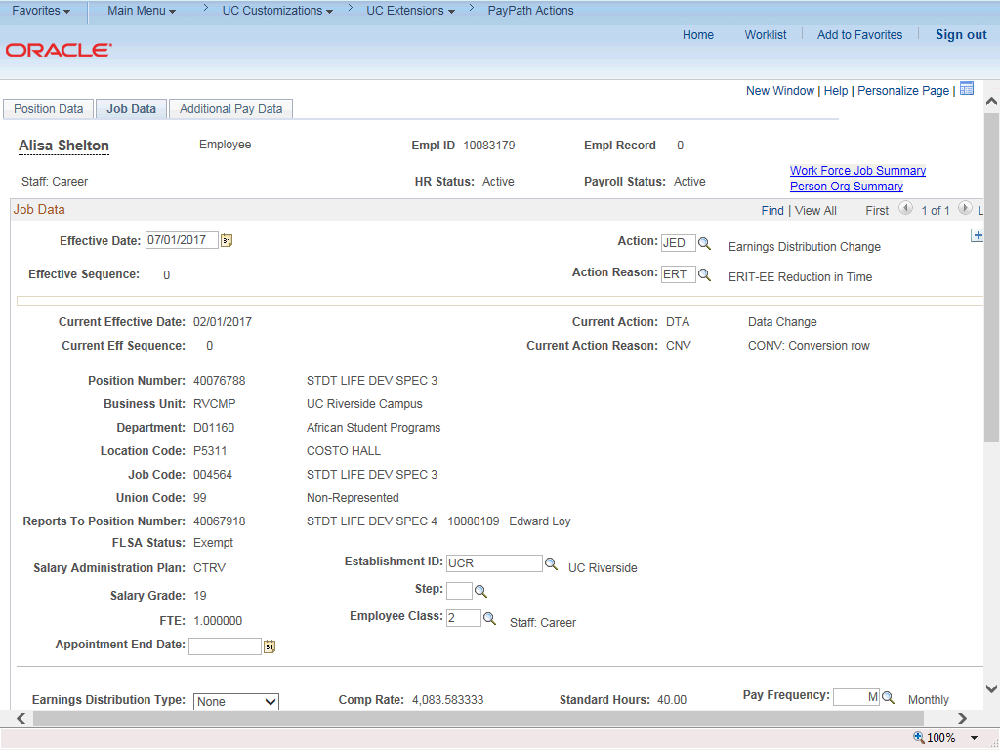 Favorites Main Menu > UC Customizations > UC Extensions > PayPath Actions
Home Worklist Add to Favorites Sign out
ORACLE
New Window | Help | Personalize Page |
Position Data Job Data Additional Pay Data
Alisa Shelton Employee Empl ID 10083179 Empl Record 0
Staff: Career HR Status: Active Payroll Status: Active Work Force Job Summary
Person Org Summary
Job Data Find | View All First 1 of 1 L
Effective Date: 07/01/2017 31 Action: JED Earnings Distribution Change
Effective Sequence: 0 Action Reason: ERT ERIT-EE Reduction in Time
Current Effective Date: 02/01/2017 Current Action: DTA Data Change
Current Eff Sequence: 0 Current Action Reason: CNV CONV: Conversion row
Position Number: 40076788 STDT LIFE DEV SPEC 3
Business Unit: RVCMP UC Riverside Campus
Department: D01160 African Student Programs
Location Code: P5311 COSTO HALL
Job Code: 004564 STDT LIFE DEV SPEC 3
Union Code: 99 Non-Represented
Reports To Position Number: 40067918 STDT LIFE DEV SPEC 4 10080109 Edward Loy
FLSA Status: Exempt
Salary Administration Plan: CTRV Establishment ID: UCR UC Riverside
Salary Grade: 19 Step:
FTE: 1.000000 Employee Class: 2 Staff: Career
Appointment End Date: 31
Earnings Distribution Type: None Comp Rate: 4,083.583333 Standard Hours: 40.00 Pay Frequency: M Monthly
100%